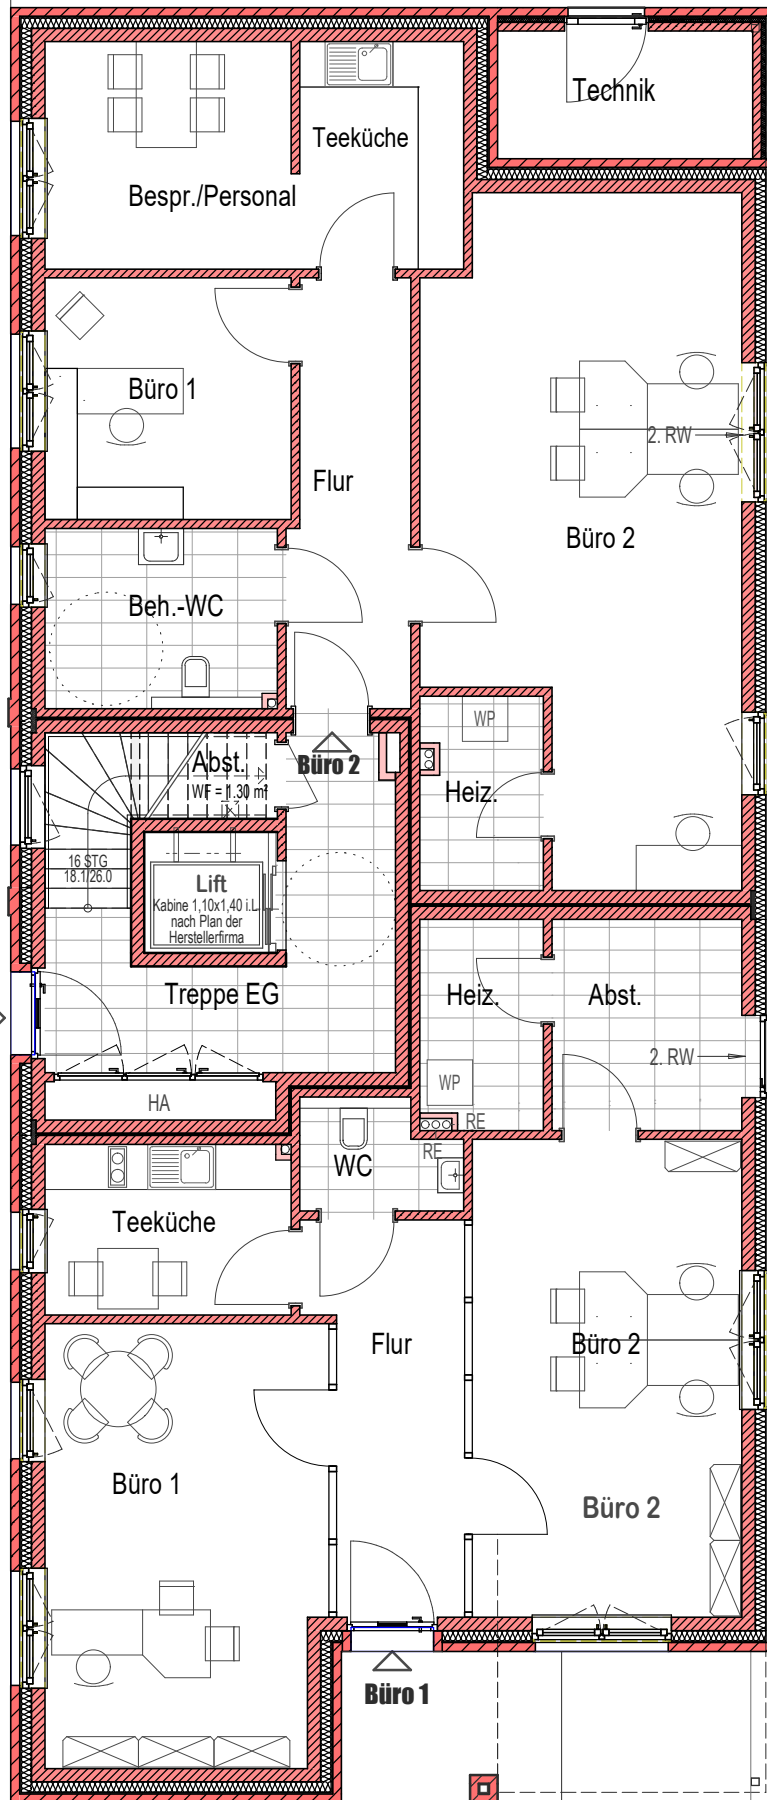 Technik
Teeküche
Bespr./Personal
Büro 1
2. RW
Flur
Büro 2
Beh.-WC
WP
Abst.
WF = 1.30 m²
Büro 2
Heiz.
16 STG
18.1/26.0
Lift
Kabine 1,10x1,40 i.L.
nach Plan der
Herstellerfirma
Treppe EG
Heiz.
Abst.
2. RW
WP
HA
RE
RE
WC
Teeküche
Flur
Büro 2
Büro 1
Büro 2
Büro 1